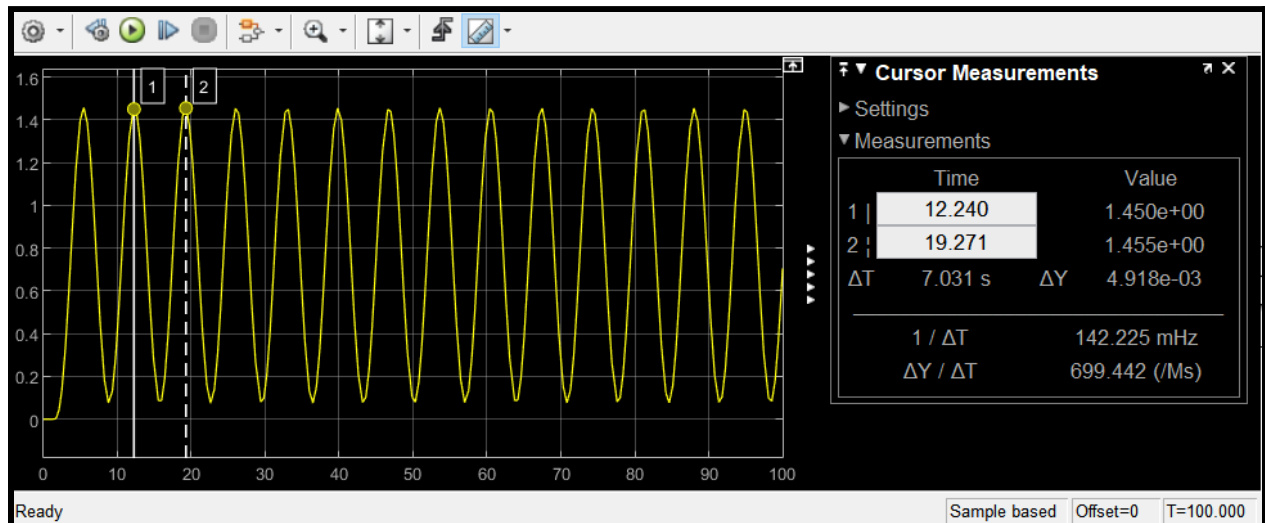 1.6
1.4
1.2
1
0.8
0.6
0.4
0.2
0
1
2
0 10 20 30 40 50 60 70 80 90 100
Cursor Measurements
Settings
Measurements
Time Value
1 | 12.240 1.450e+00
2 ¦ 19.271 1.455e+00
ΔT 7.031 s ΔY 4.918e-03
1 / ΔT 142.225 mHz
ΔY / ΔT 699.442 (/Ms)
Ready Sample based Offset=0 T=100.000